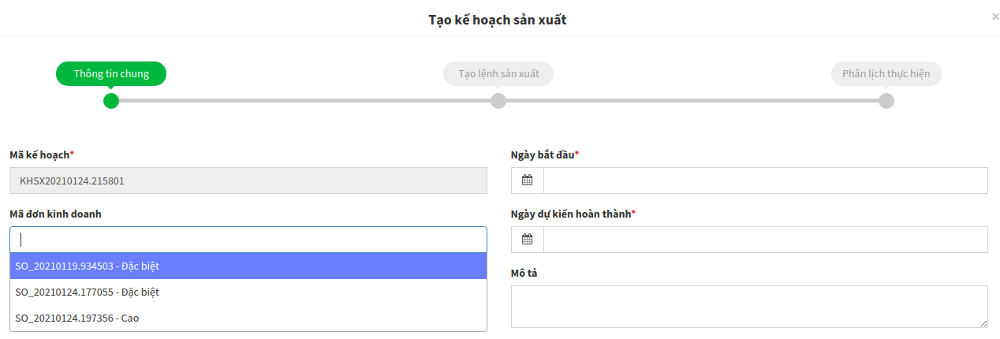 Tạo kế hoạch sản xuất
×
Thông tin chung
Tạo lệnh sản xuất
Phân lịch thực hiện
Mã kế hoạch*
KHSX20210124.215801
Ngày bắt đầu*
Mã đơn kinh doanh
SO_20210119.934503 - Đặc biệt
SO_20210124.177055 - Đặc biệt
SO_20210124.197356 - Cao
Ngày dự kiến hoàn thành*
Mô tả